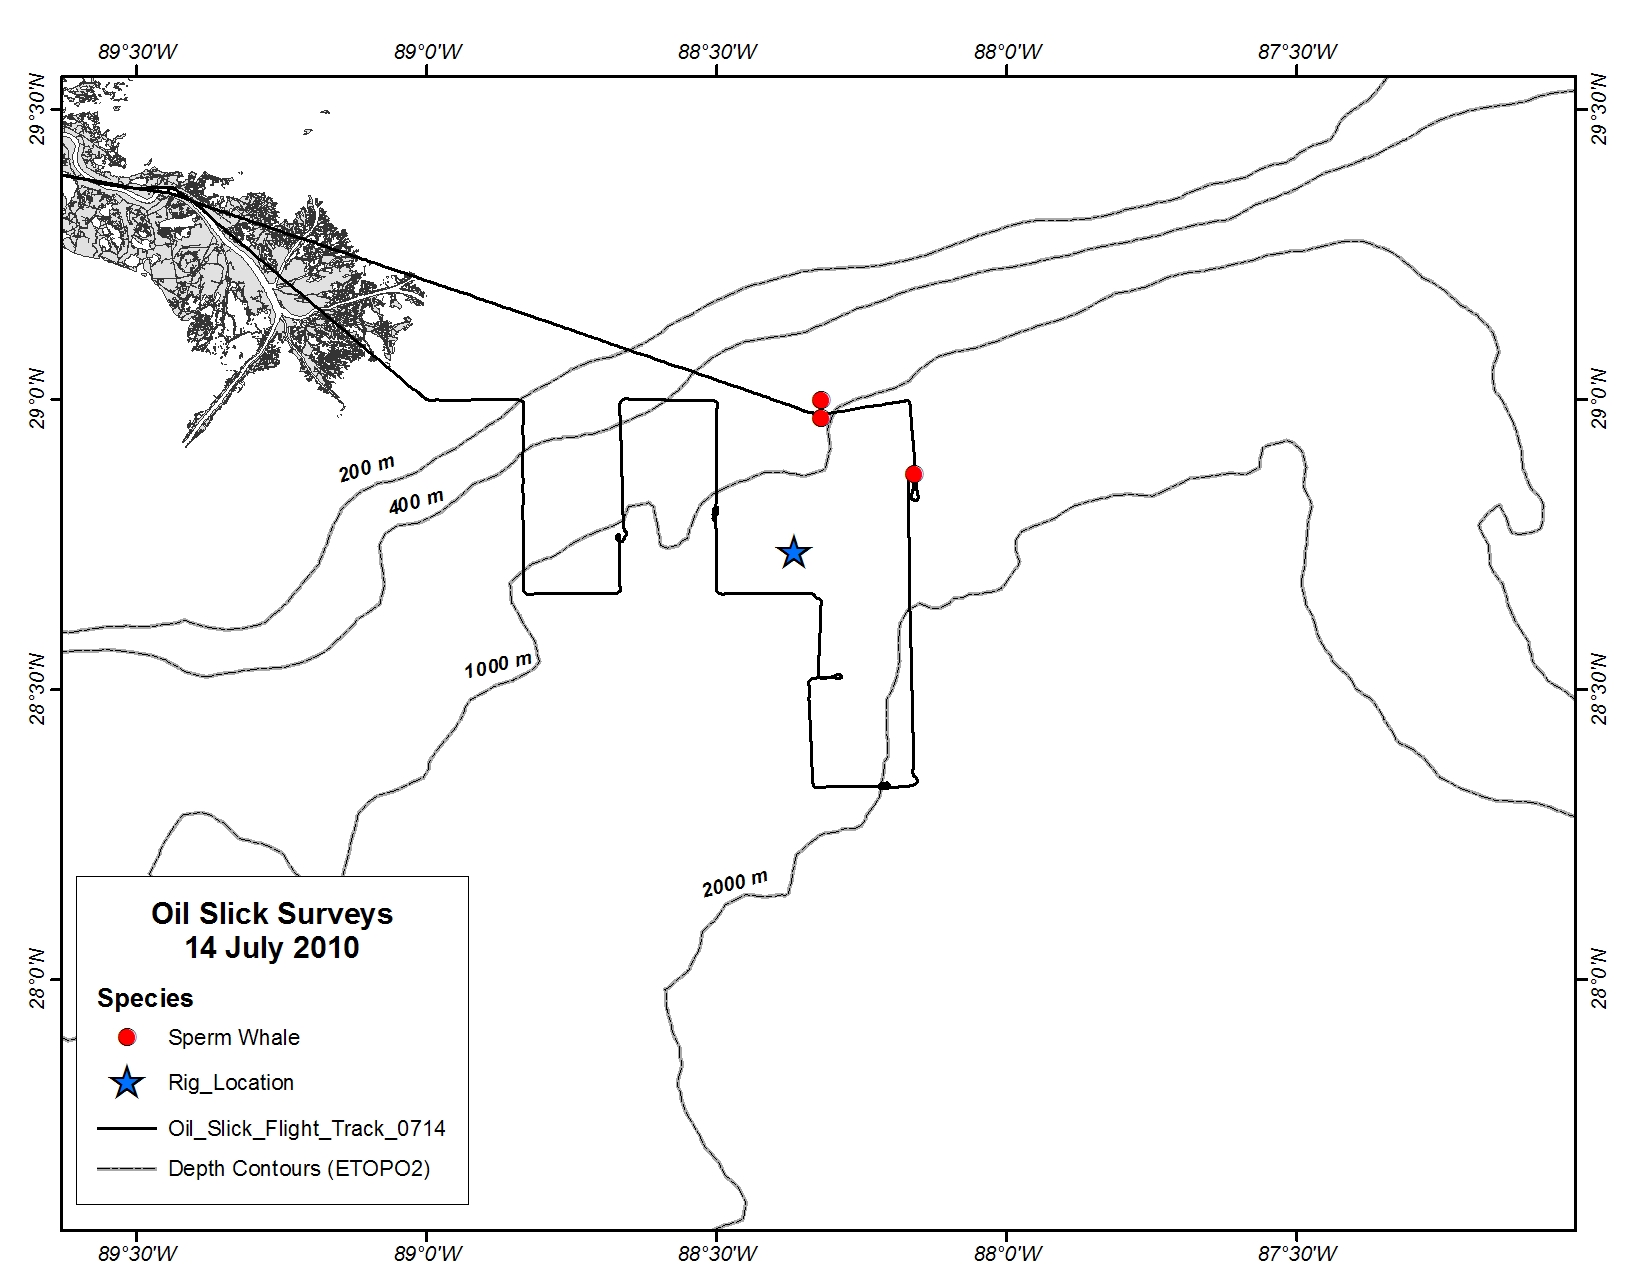 89°30'W 89°0'W 88°30'W 88°0'W 87°30'W
29°30'N 29°30'N
29°0'N 29°0'N
200 m
400 m
1000 m
28°30'N 28°30'N
2000 m
28°0'N 28°0'N
Oil Slick Surveys
14 July 2010
Species
Sperm Whale
Rig_Location
Oil_Slick_Flight_Track_0714
Depth Contours (ETOPO2)
89°30'W 89°0'W 88°30'W 88°0'W 87°30'W